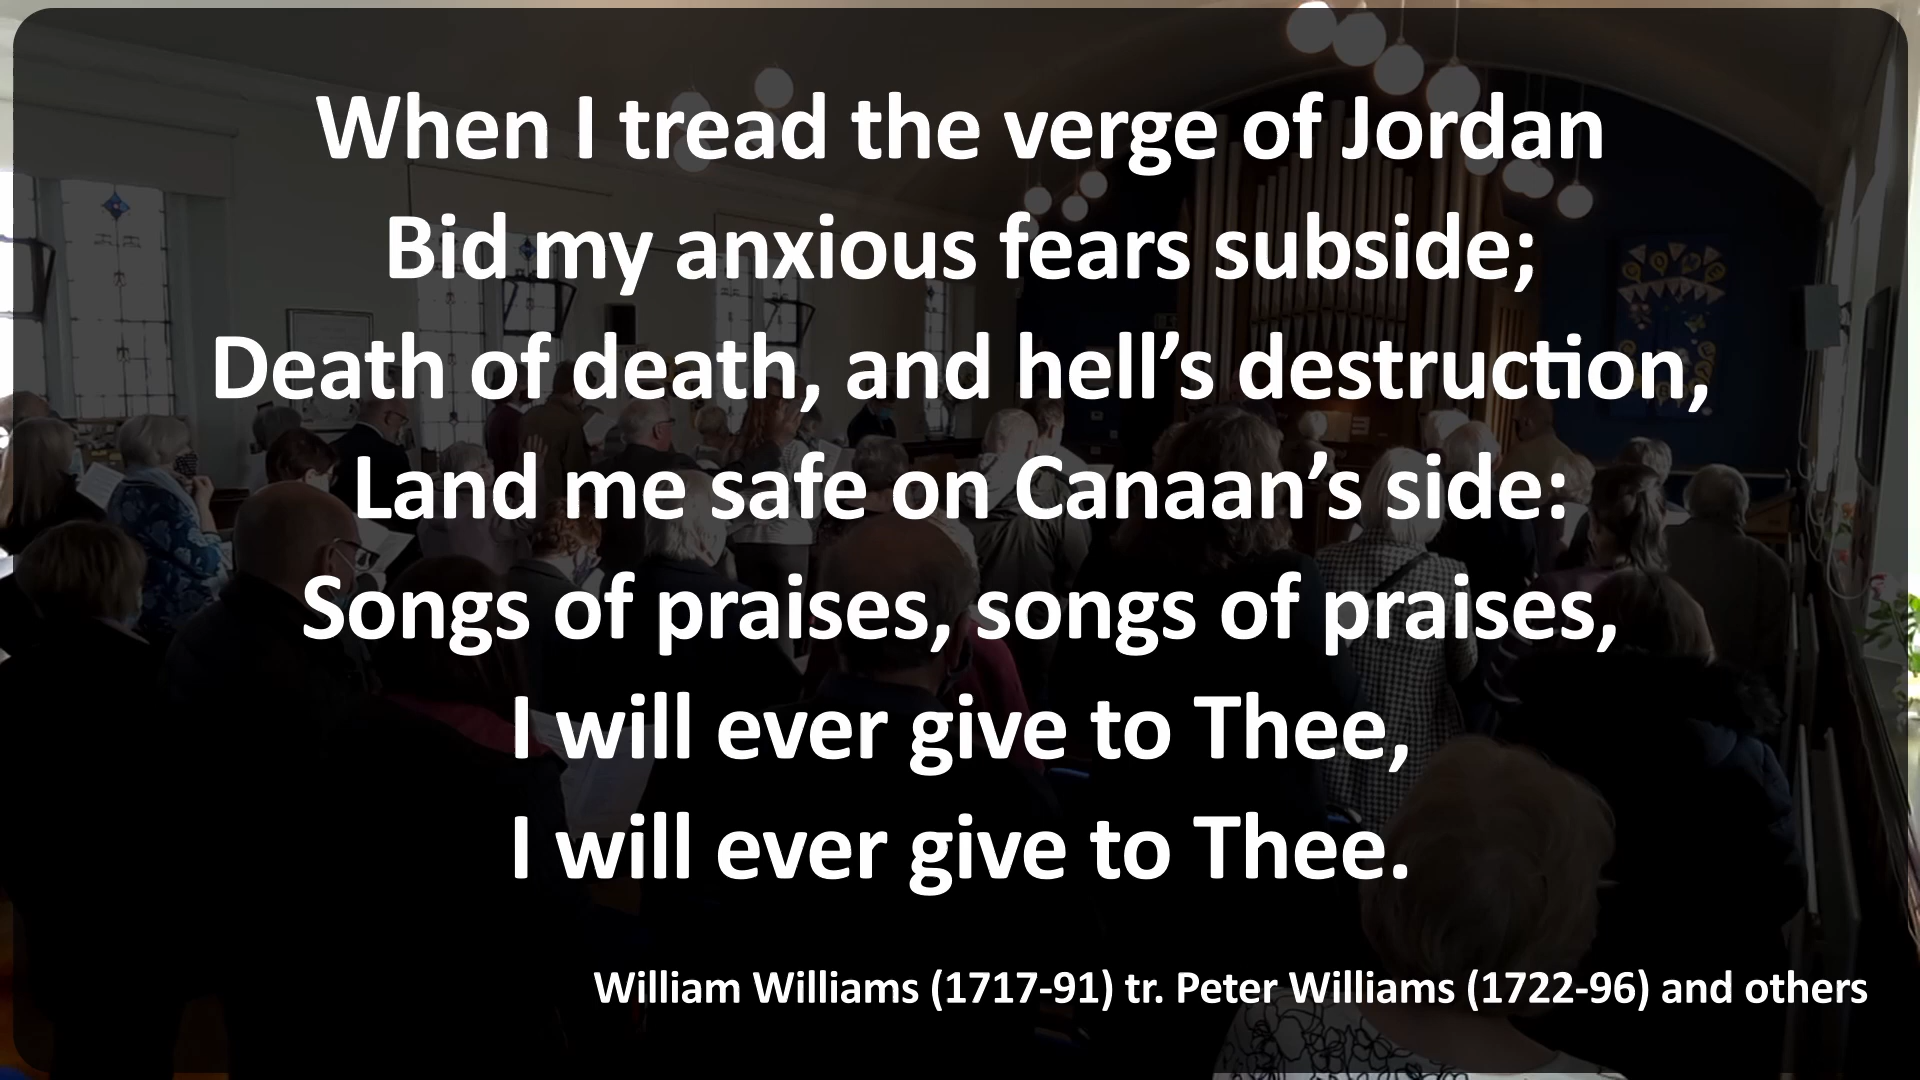 When I tread the verge of Jordan
Bid my anxious fears subside;
Death of death, and hell’s destruction,
Land me safe on Canaan’s side:
Songs of praises, songs of praises,
I will ever give to Thee,
I will ever give to Thee.
William Williams (1717-91) tr. Peter Williams (1722-96) and others